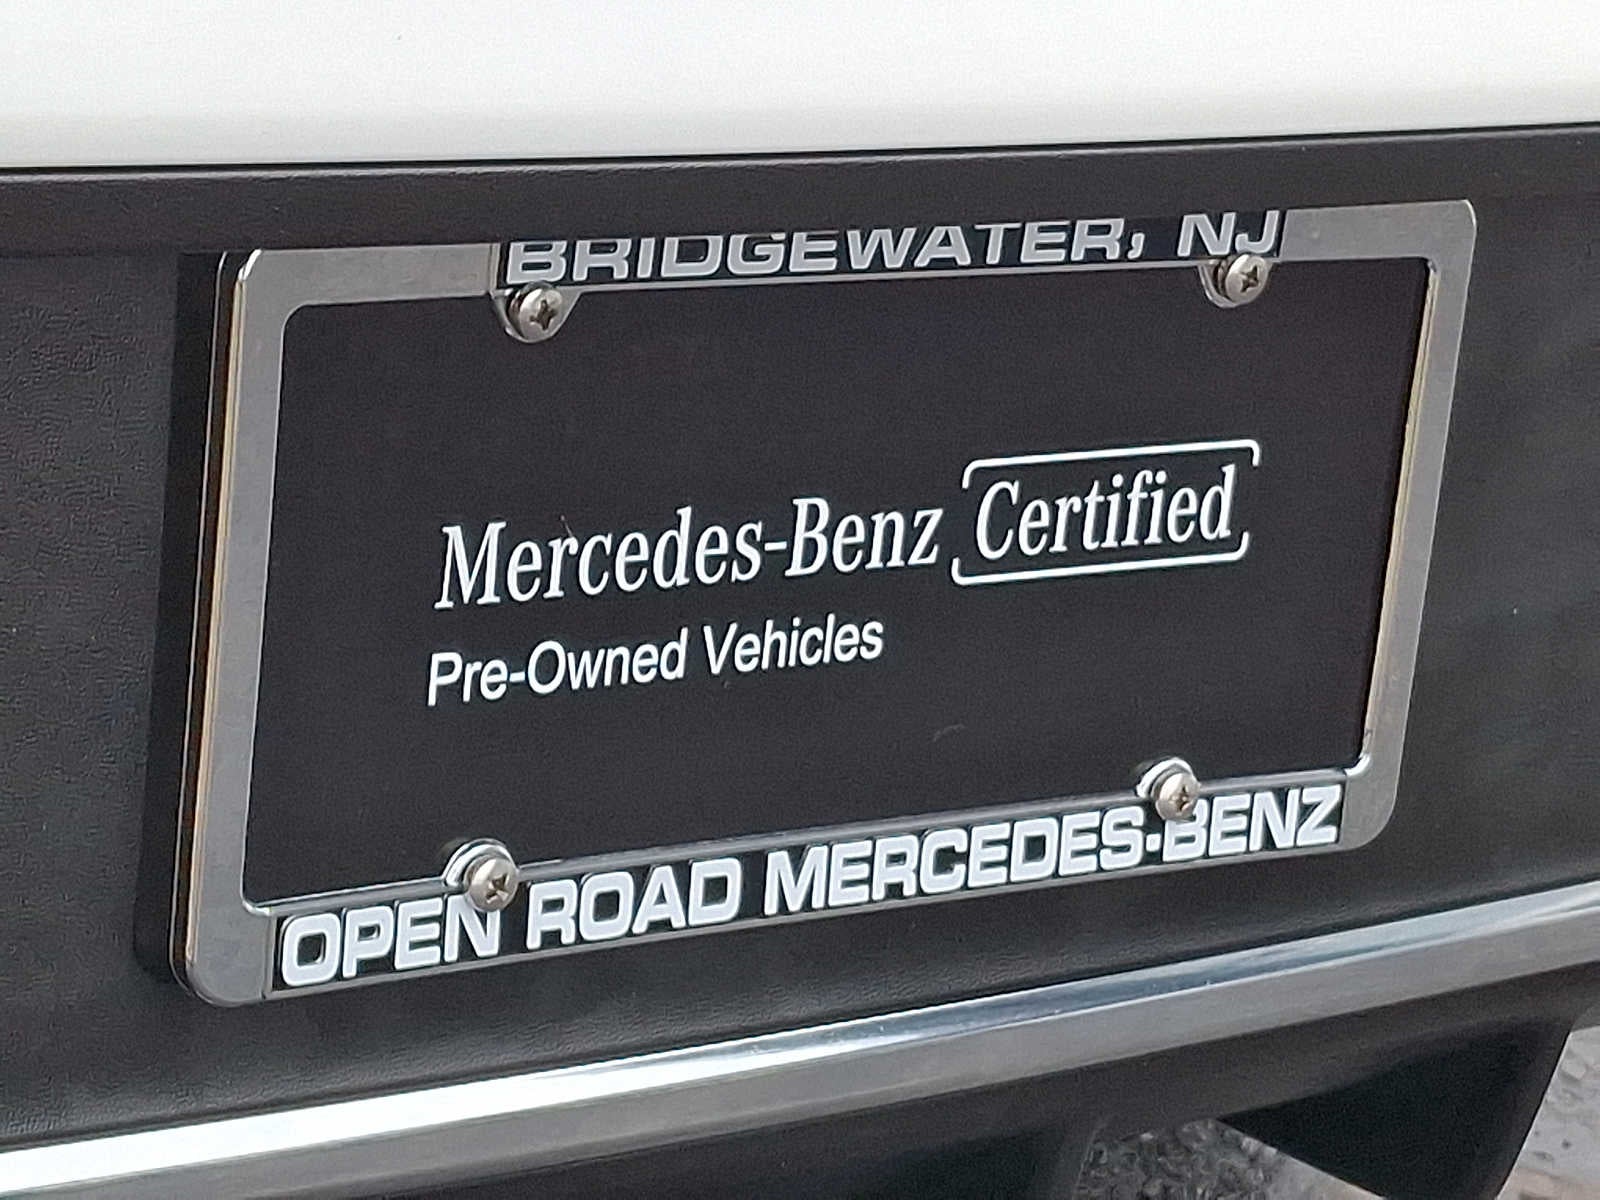 BRIDGEWATER, NJ
Mercedes-Benz Certified
Pre-Owned Vehicles
OPEN ROAD MERCEDES-BENZ